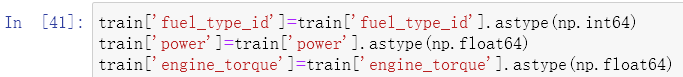 In [41]: train['fuel_type_id']=train['fuel_type_id'].astype(np.int64)
train['power']=train['power'].astype(np.float64)
train['engine_torque']=train['engine_torque'].astype(np.float64)